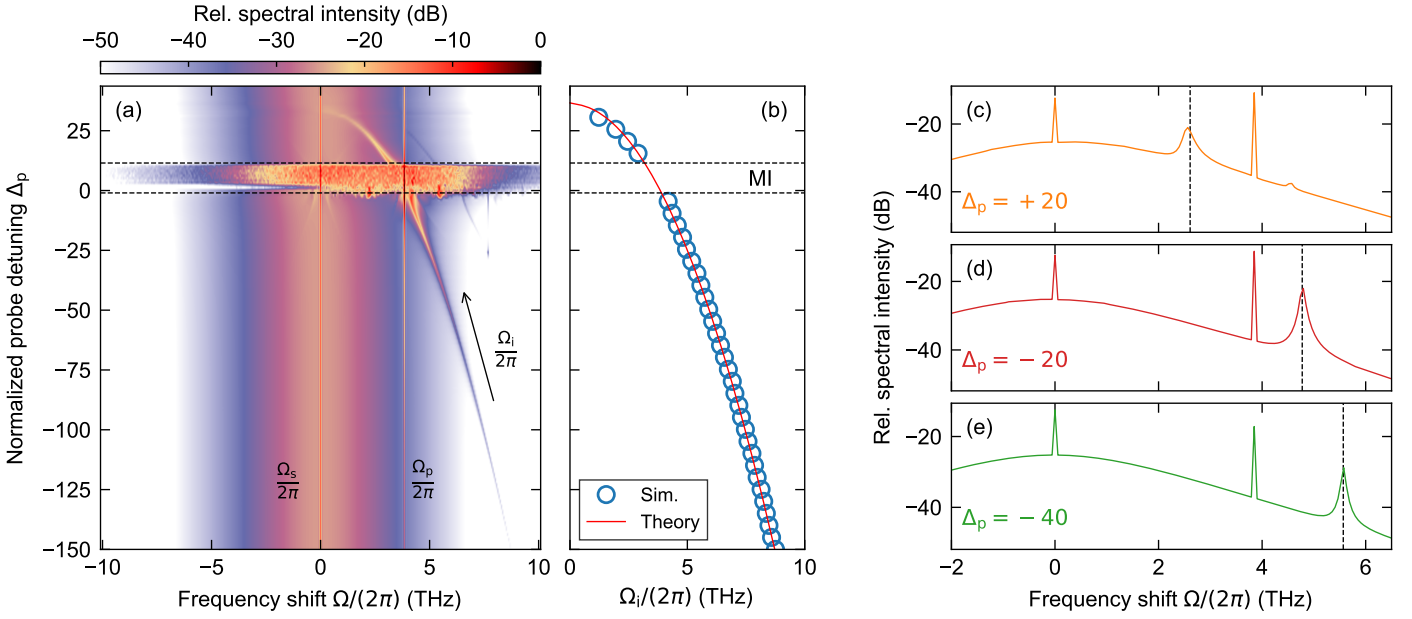 Rel. spectral intensity (dB)
−50 −40 −30 −20 −10 0
(a)
Normalized probe detuning Δp
25
0
−25
−50
−75
−100
−125
−150
Ωi/2π
Ωs/2π
Ωp/2π
−10 −5 0 5 10
Frequency shift Ω/(2π) (THz)
(b)
MI
Sim.
Theory
0 5 10
Ωi/(2π) (THz)
Rel. spectral intensity (dB)
(c)
−20
−40
Δp = +20
(d)
−20
−40
Δp = −20
(e)
−20
−40
Δp = −40
−2 0 2 4 6
Frequency shift Ω/(2π) (THz)